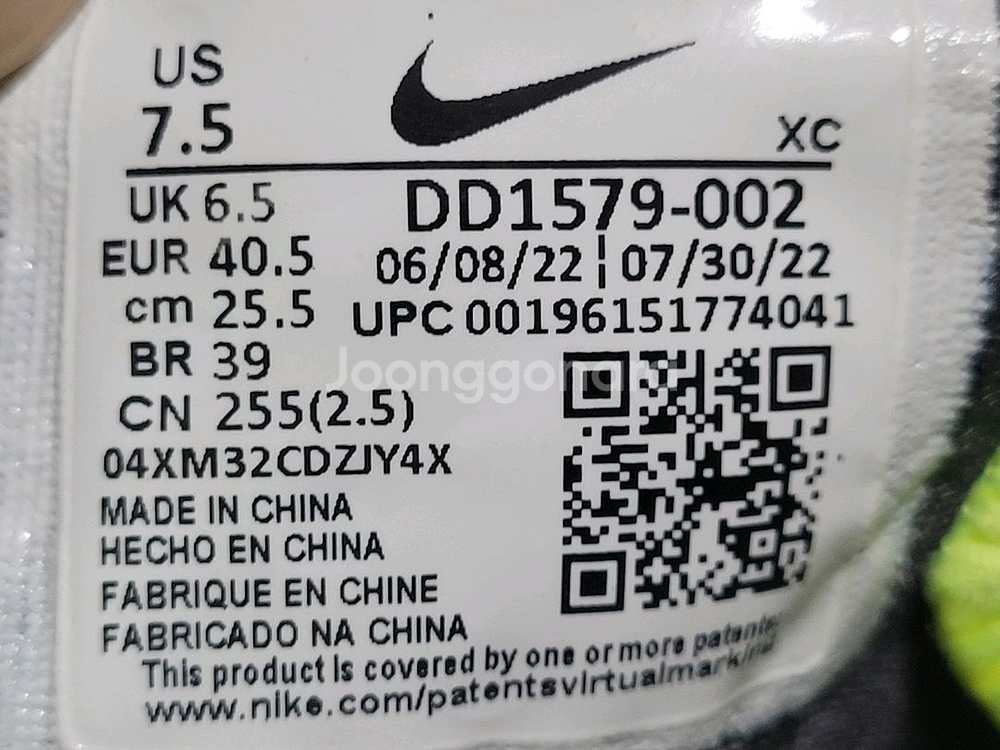 US
7.5
XC
UK 6.5
DD1579-002
EUR 40.5
06/08/22 ¦ 07/30/22
cm 25.5
UPC 00196151774041
BR 39
Joonggonara
CN 255(2.5)
04XM32CDZJY4X
MADE IN CHINA
HECHO EN CHINA
FABRIQUE EN CHINE
FABRICADO NA CHINA
This product is covered by one or more patents
www.nike.com/patentsvirtualmarking